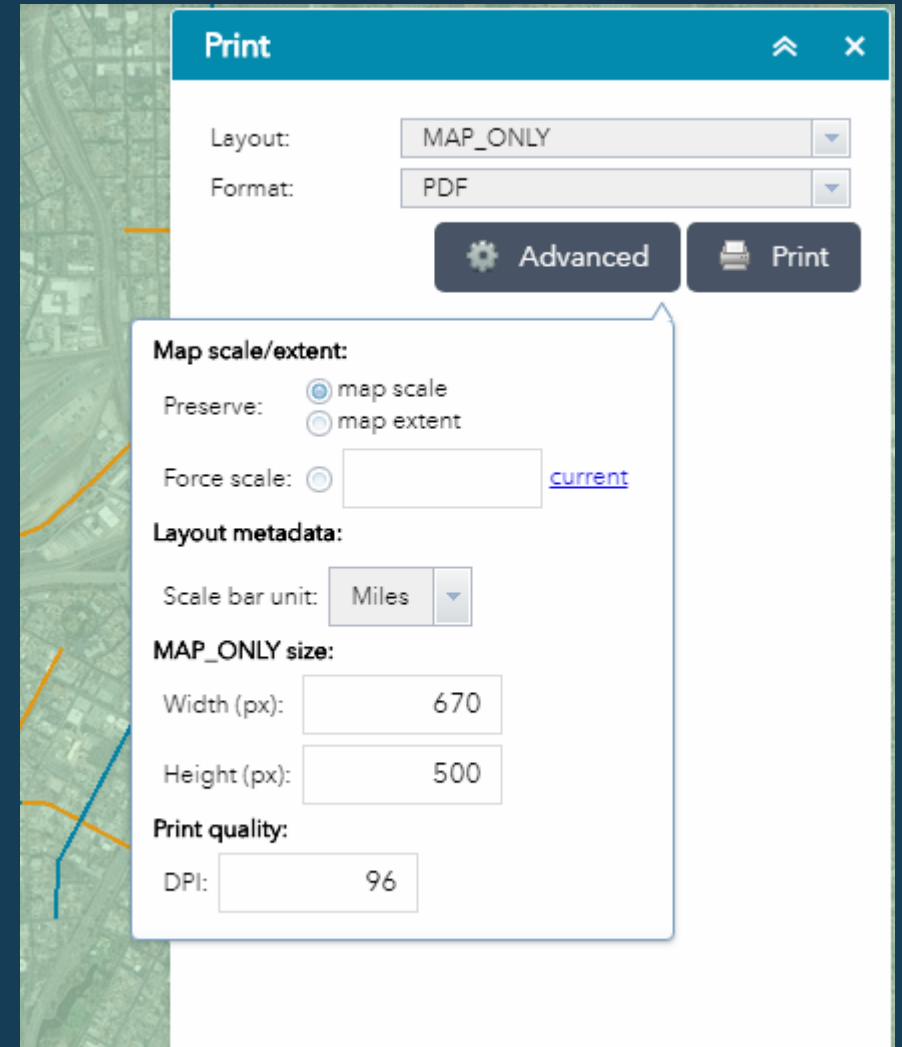 Print
Layout: MAP_ONLY
Format: PDF
Advanced Print
Map scale/extent:
Preserve: map scale
map extent
Force scale: current
Layout metadata:
Scale bar unit: Miles
MAP_ONLY size:
Width (px): 670
Height (px): 500
Print quality:
DPI: 96